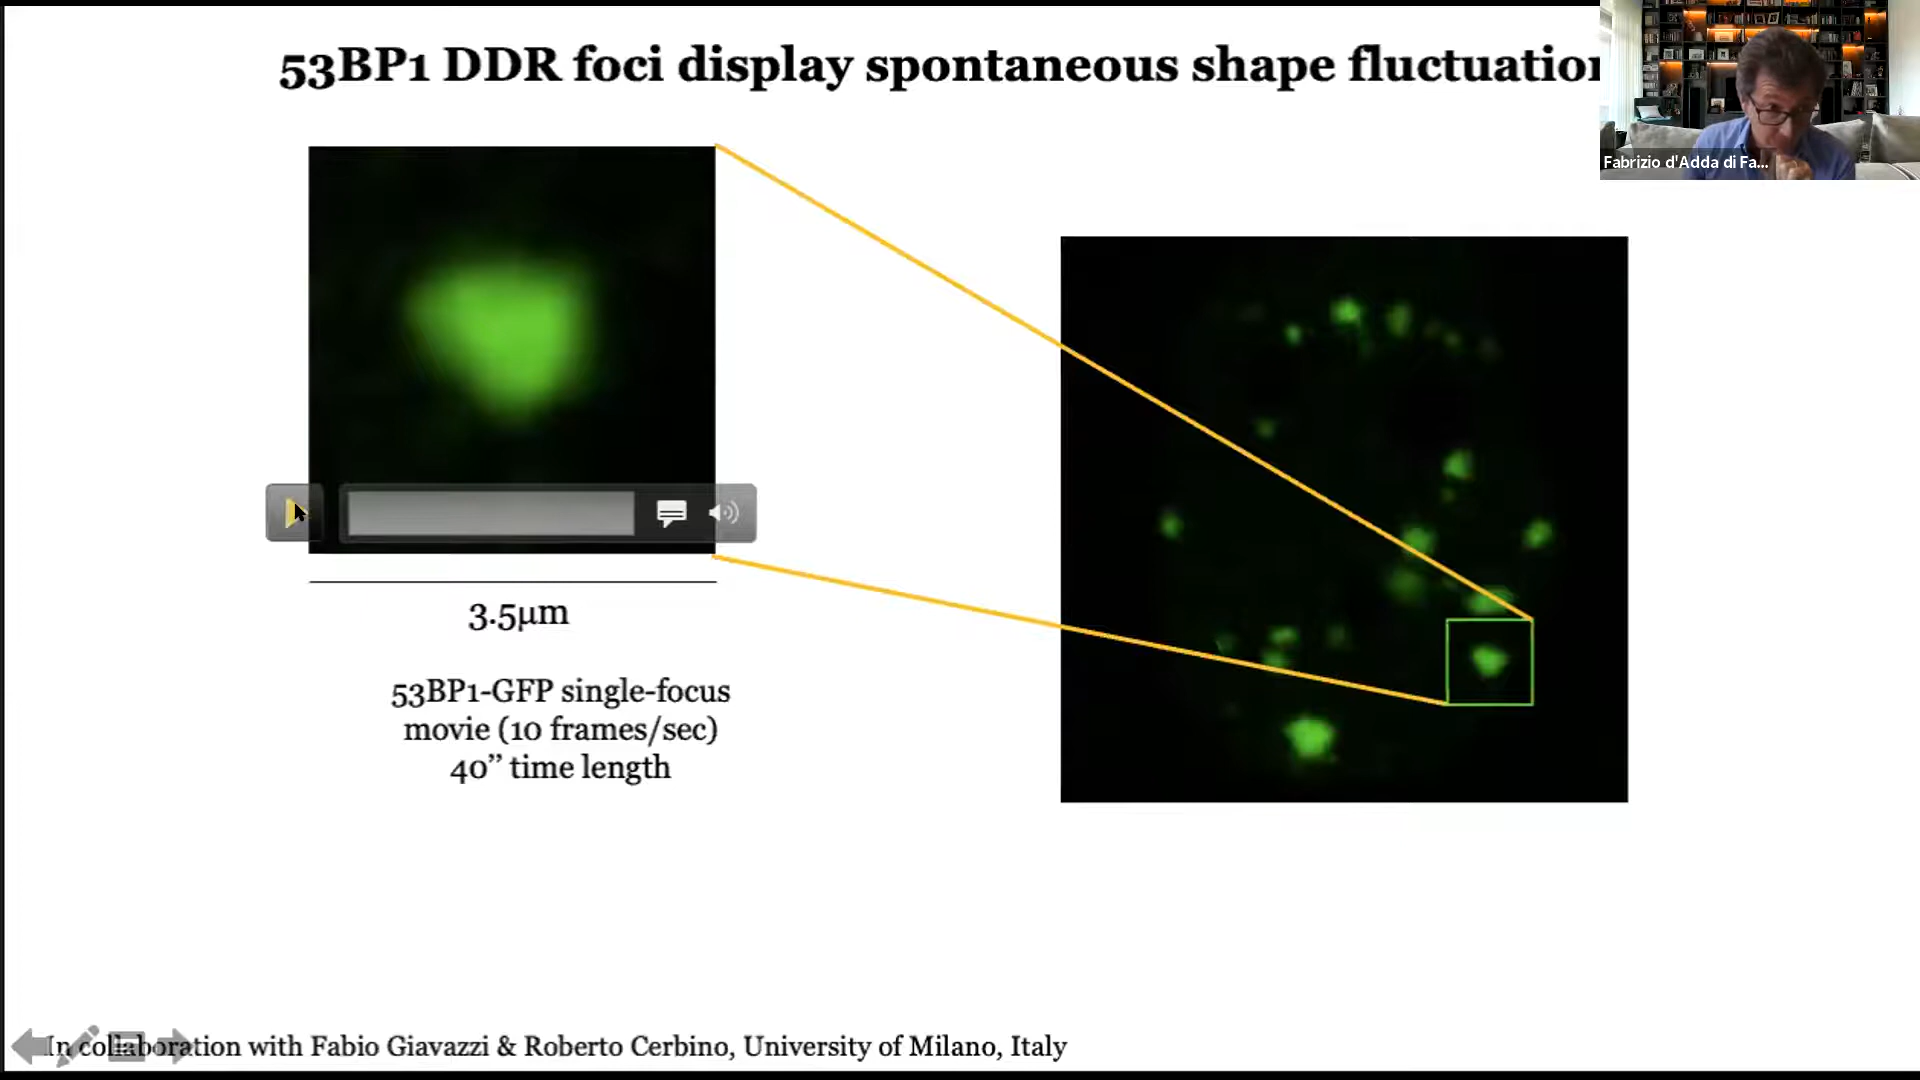 53BP1 DDR foci display spontaneous shape fluctuation
Fabrizio d'Adda di Fa...
3.5µm
53BP1-GFP single-focus
movie (10 frames/sec)
40’’ time length
In collaboration with Fabio Giavazzi & Roberto Cerbino, University of Milano, Italy